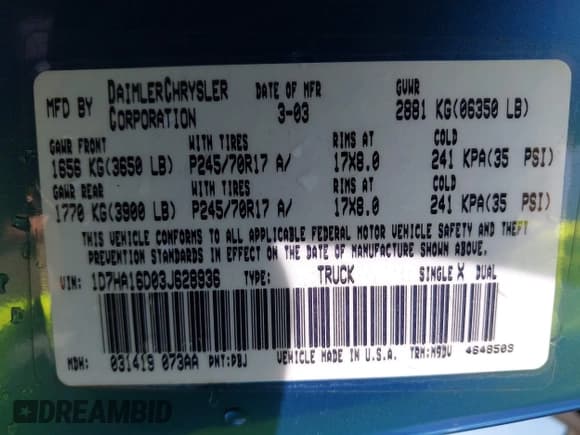 MFD BY DAIMLERCHRYSLER CORPORATION DATE OF MFR 3-03 GVWR 2881 KG(06350 LB)
GAWR FRONT WITH TIRES RIMS AT COLD
1656 KG(3650 LB) P245/70R17 A/ 17X8.0 241 KPA(35 PSI)
GAWR REAR WITH TIRES RIMS AT COLD
1770 KG(3900 LB) P245/70R17 A/ 17X8.0 241 KPA(35 PSI)
THIS VEHICLE CONFORMS TO ALL APPLICABLE FEDERAL MOTOR VEHICLE SAFETY AND THEFT
PREVENTION STANDARDS IN EFFECT ON THE DATE OF MANUFACTURE SHOWN ABOVE.
VIN: 1D7HA16D03J628936 TYPE: TRUCK SINGLE X DUAL
MDH: 031419 073AA PNT:PBJ VEHICLE MADE IN U.S.A. TRM:M9DV 4648509
DREAMBID